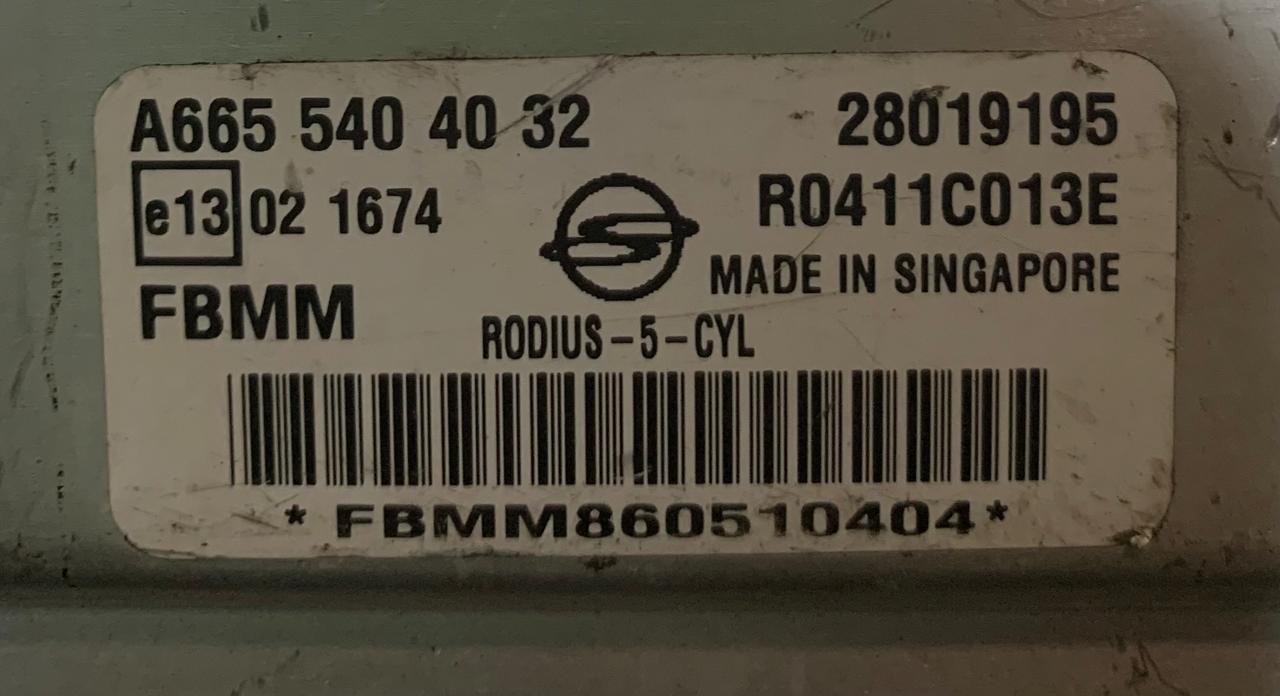 A665 540 40 32 28019195
e13 02 1674 R0411C013E
MADE IN SINGAPORE
FBMM
RODIUS-5-CYL
*FBMM860510404*